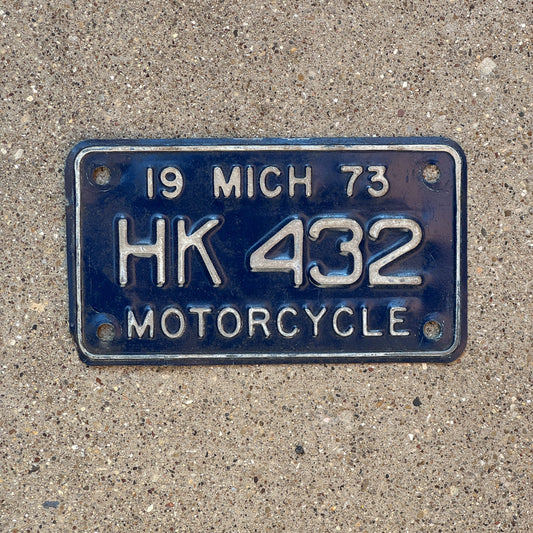 19 MICH 73
HK 432
MOTORCYCLE